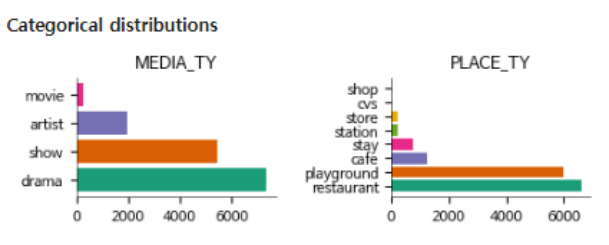 Categorical distributions
MEDIA_TY
movie
artist
show
drama
0 2000 4000 6000
PLACE_TY
shop
cvs
store
station
stay
cafe
playground
restaurant
0 2000 4000 6000